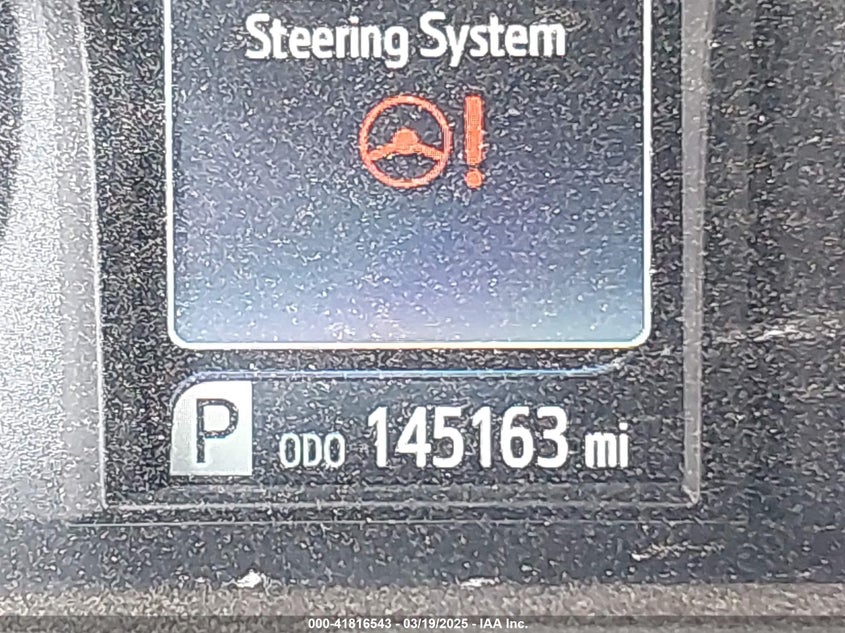 Steering System
!
P ODO 145163 mi
000-41816543 - 03/19/2025 - IAA Inc.